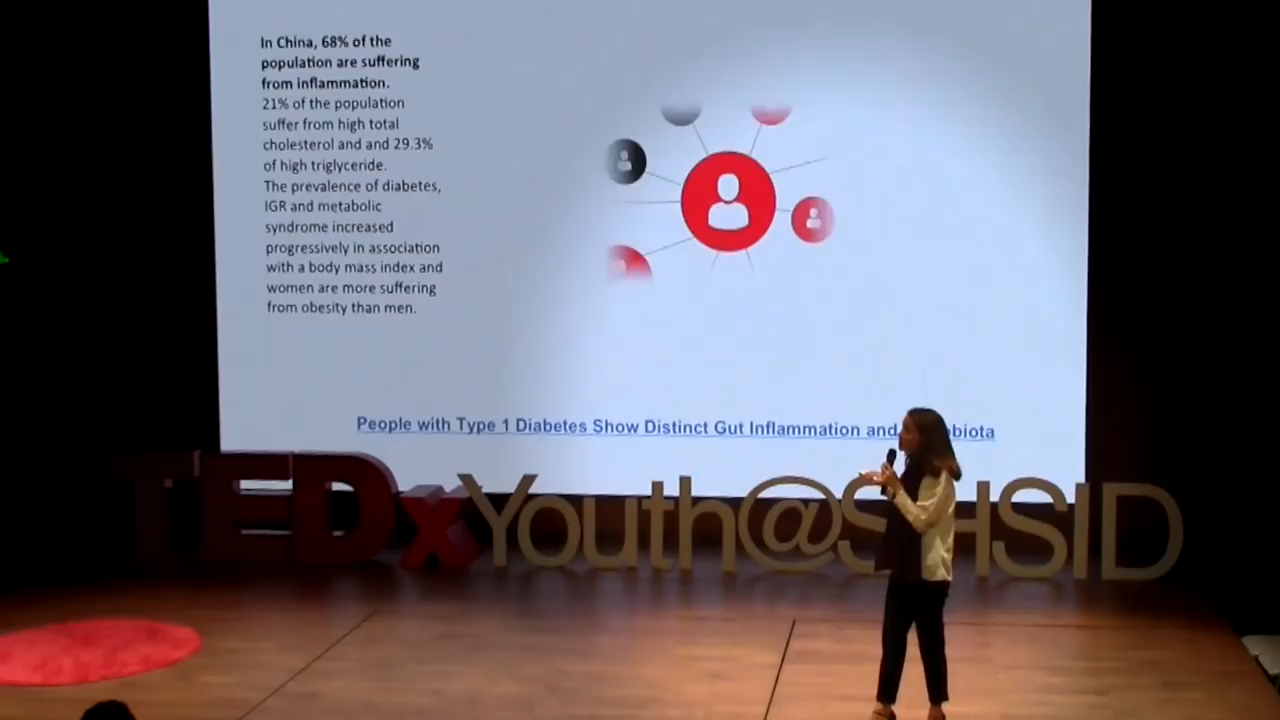 In China, 68% of the
population are suffering
from inflammation.
21% of the population
suffer from high total
cholesterol and and 29.3%
of high triglyceride.
The prevalence of diabetes,
IGR and metabolic
syndrome increased
progressively in association
with a body mass index and
women are more suffering
from obesity than men.
People with Type 1 Diabetes Show Distinct Gut Inflammation and
TEDxYouth@SHSID